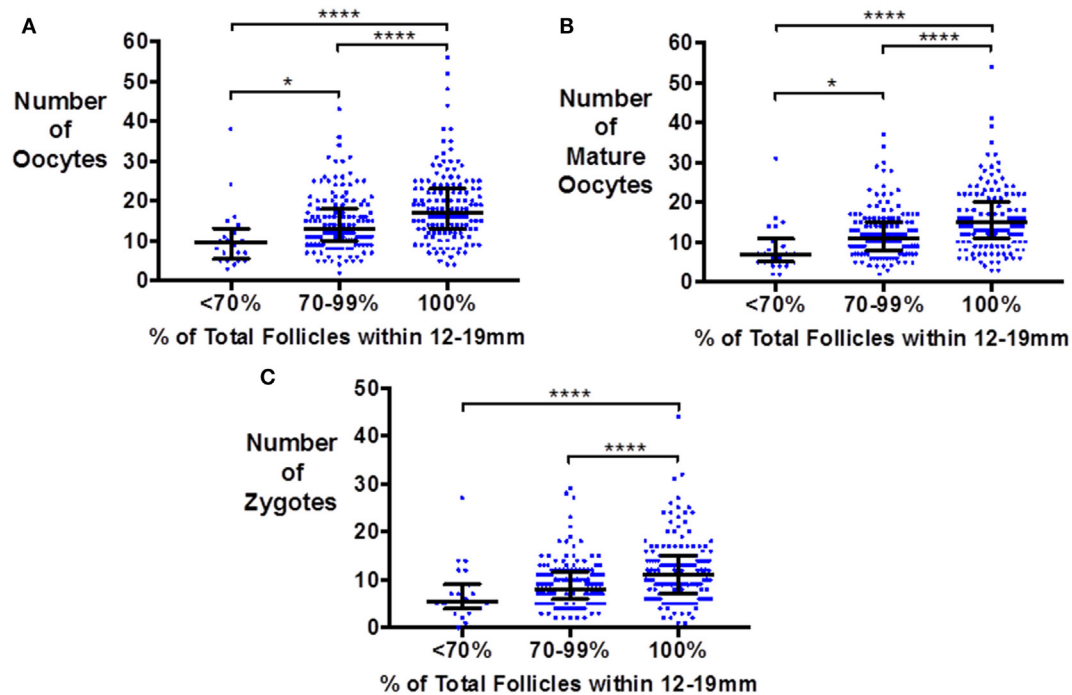 A
Number
of
Oocytes
60
50
40
30
20
10
0
****
****
*
<70%
70-99%
100%
% of Total Follicles within 12-19mm
B
Number
of
Mature
Oocytes
60
50
40
30
20
10
0
****
****
*
<70%
70-99%
100%
% of Total Follicles within 12-19mm
C
Number
of
Zygotes
50
40
30
20
10
0
****
****
<70%
70-99%
100%
% of Total Follicles within 12-19mm